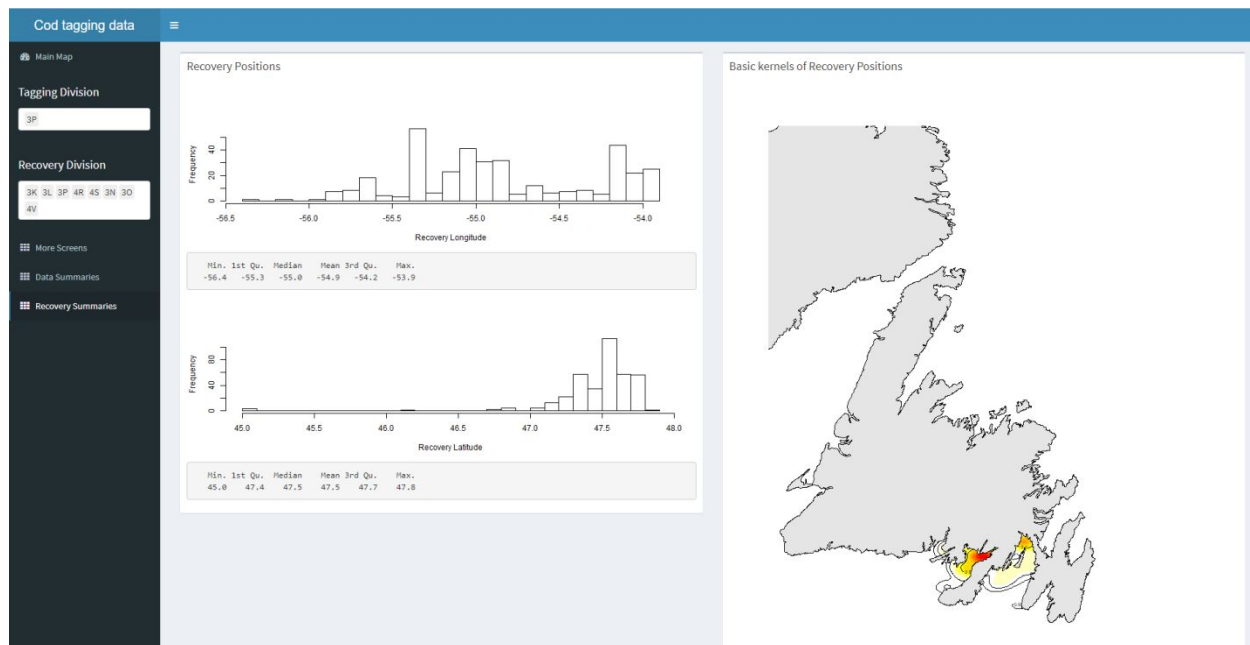 Cod tagging data
Main Map
Tagging Division
3P
Recovery Division
3K 3L 3P 4R 4S 3N 3O
4V
More Screens
Data Summaries
Recovery Summaries
Recovery Positions
Frequency
0 20 40
-56.5 -56.0 -55.5 -55.0 -54.5 -54.0
Recovery Longitude
Min. 1st Qu. Median Mean 3rd Qu. Max.
-56.4 -55.3 -55.0 -54.9 -54.2 -53.9
Frequency
0 40 80
45.0 45.5 46.0 46.5 47.0 47.5 48.0
Recovery Latitude
Min. 1st Qu. Median Mean 3rd Qu. Max.
45.0 47.4 47.5 47.5 47.7 47.8
Basic kernels of Recovery Positions